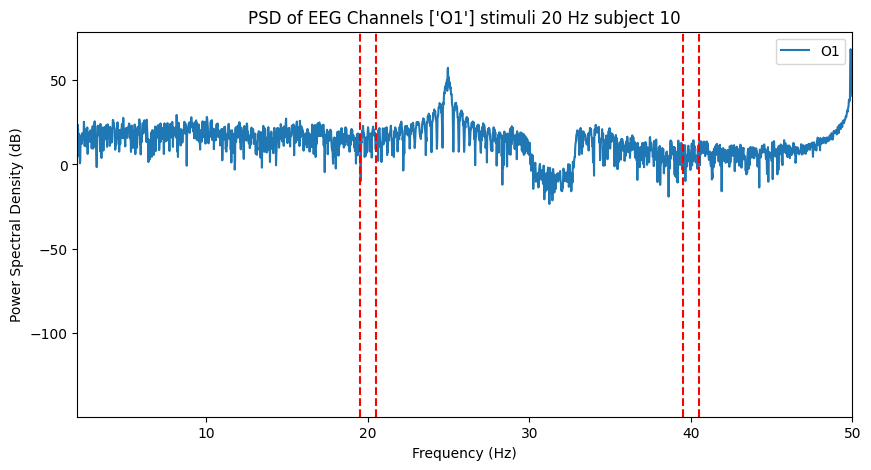 PSD of EEG Channels ['O1'] stimuli 20 Hz subject 10
O1
Power Spectral Density (dB)
50
0
−50
−100
10
20
30
40
50
Frequency (Hz)